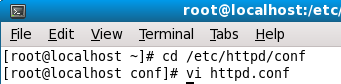 root@localhost:/etc/
File Edit View Terminal Tabs Help
[root@localhost ~]# cd /etc/httpd/conf
[root@localhost conf]# vi httpd.conf